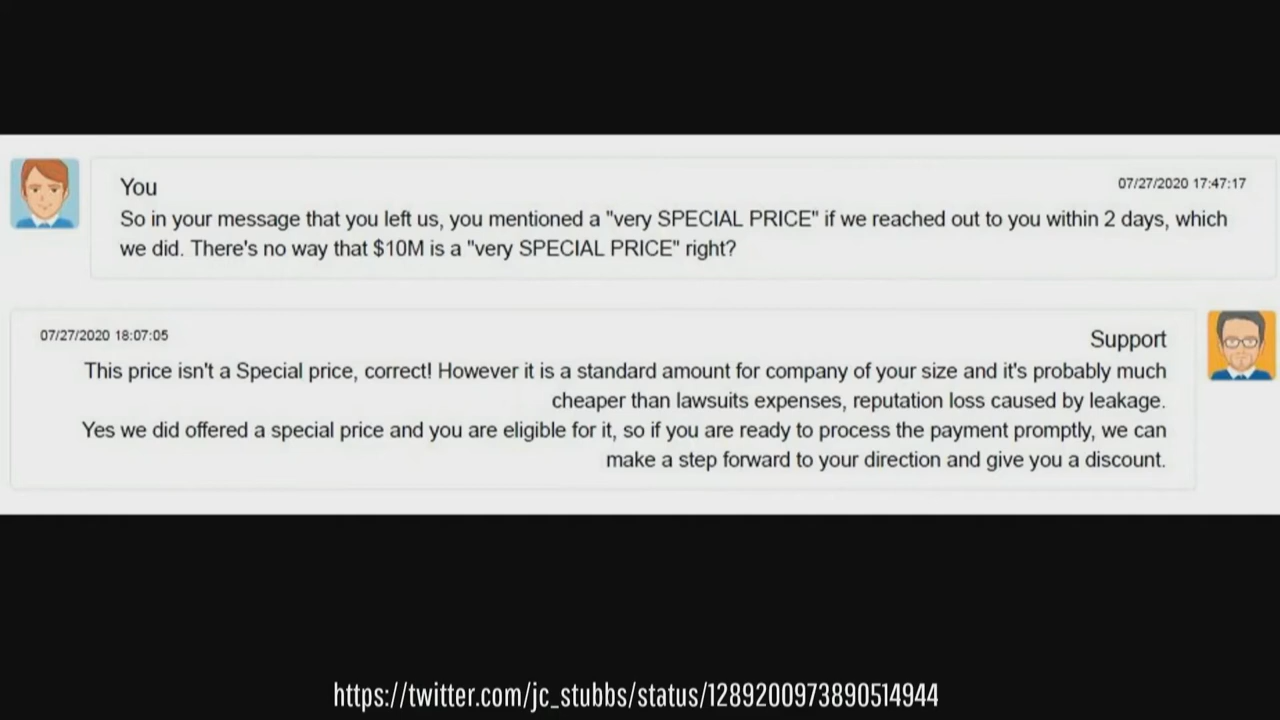 You
07/27/2020 17:47:17
So in your message that you left us, you mentioned a "very SPECIAL PRICE" if we reached out to you within 2 days, which
we did. There's no way that $10M is a "very SPECIAL PRICE" right?
07/27/2020 18:07:05
Support
This price isn't a Special price, correct! However it is a standard amount for company of your size and it's probably much
cheaper than lawsuits expenses, reputation loss caused by leakage.
Yes we did offered a special price and you are eligible for it, so if you are ready to process the payment promptly, we can
make a step forward to your direction and give you a discount.
https://twitter.com/jc_stubbs/status/1289200973890514944